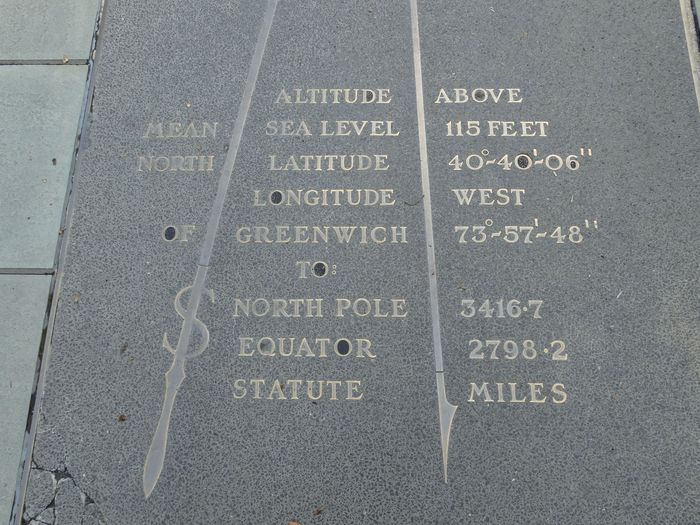 ALTITUDE ABOVE
MEAN SEA LEVEL 115 FEET
NORTH LATITUDE 40°-40'-06"
LONGITUDE WEST
OF GREENWICH 73°-57'-48"
TO:
S NORTH POLE 3416·7
EQUATOR 2798·2
STATUTE MILES